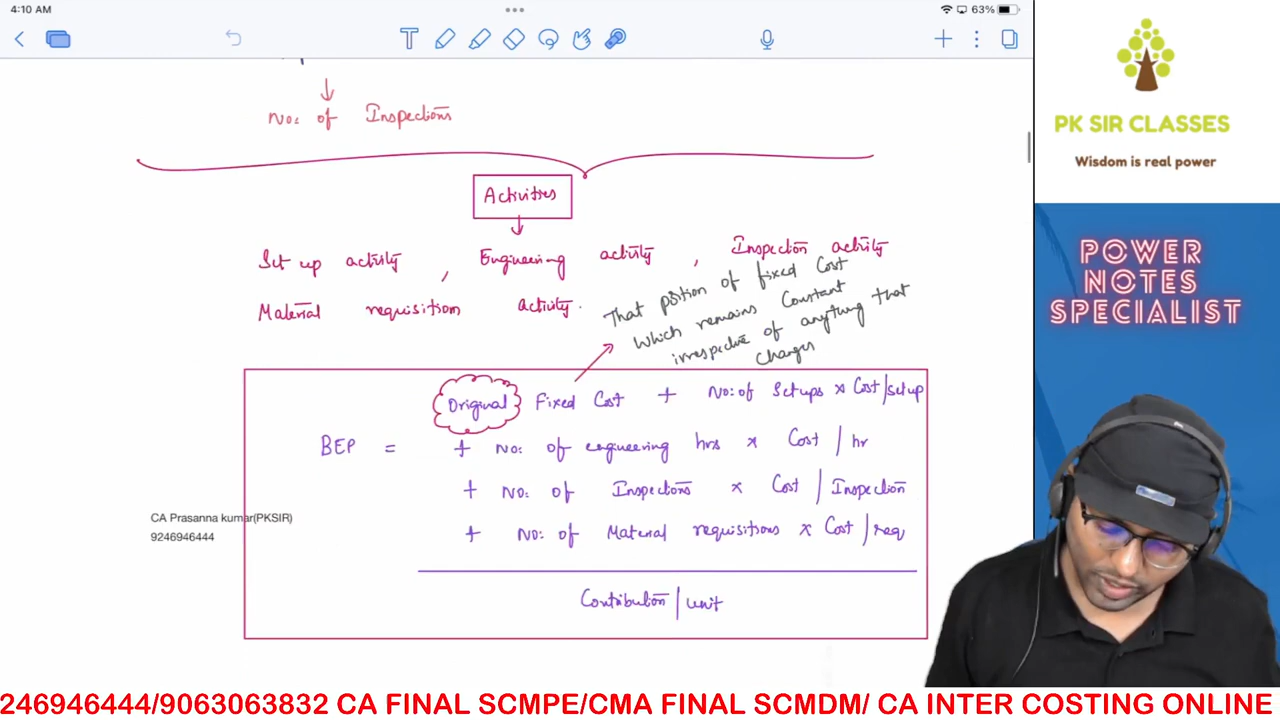 4:10 AM
63%
No: of Inspections
Activities
Set up activity , Engineering activity , Inspection activity
Material requisition activity.
That position of fixed Cost
Which remains Constant
irrespective of anything that
Changes
Original Fixed Cost + No: of Setups x Cost/setup
BEP = + No: of engineering hrs x Cost / hr
+ No: of Inspections x Cost / Inspection
+ No: of Material requisitions x Cost / req
Contribution / unit
CA Prasanna kumar(PKSIR)
9246946444
PK SIR CLASSES
Wisdom is real power
POWER
NOTES
SPECIALIST
246946444/9063063832 CA FINAL SCMPE/CMA FINAL SCMDM/ CA INTER COSTING ONLINE